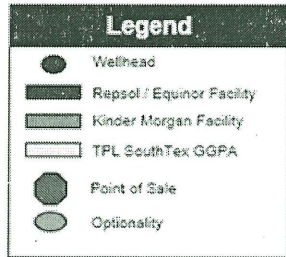 Legend
Wellhead
Repsol / Equinor Facility
Kinder Morgan Facility
TPL SouthTex GGPA
Point of Sale
Optionality